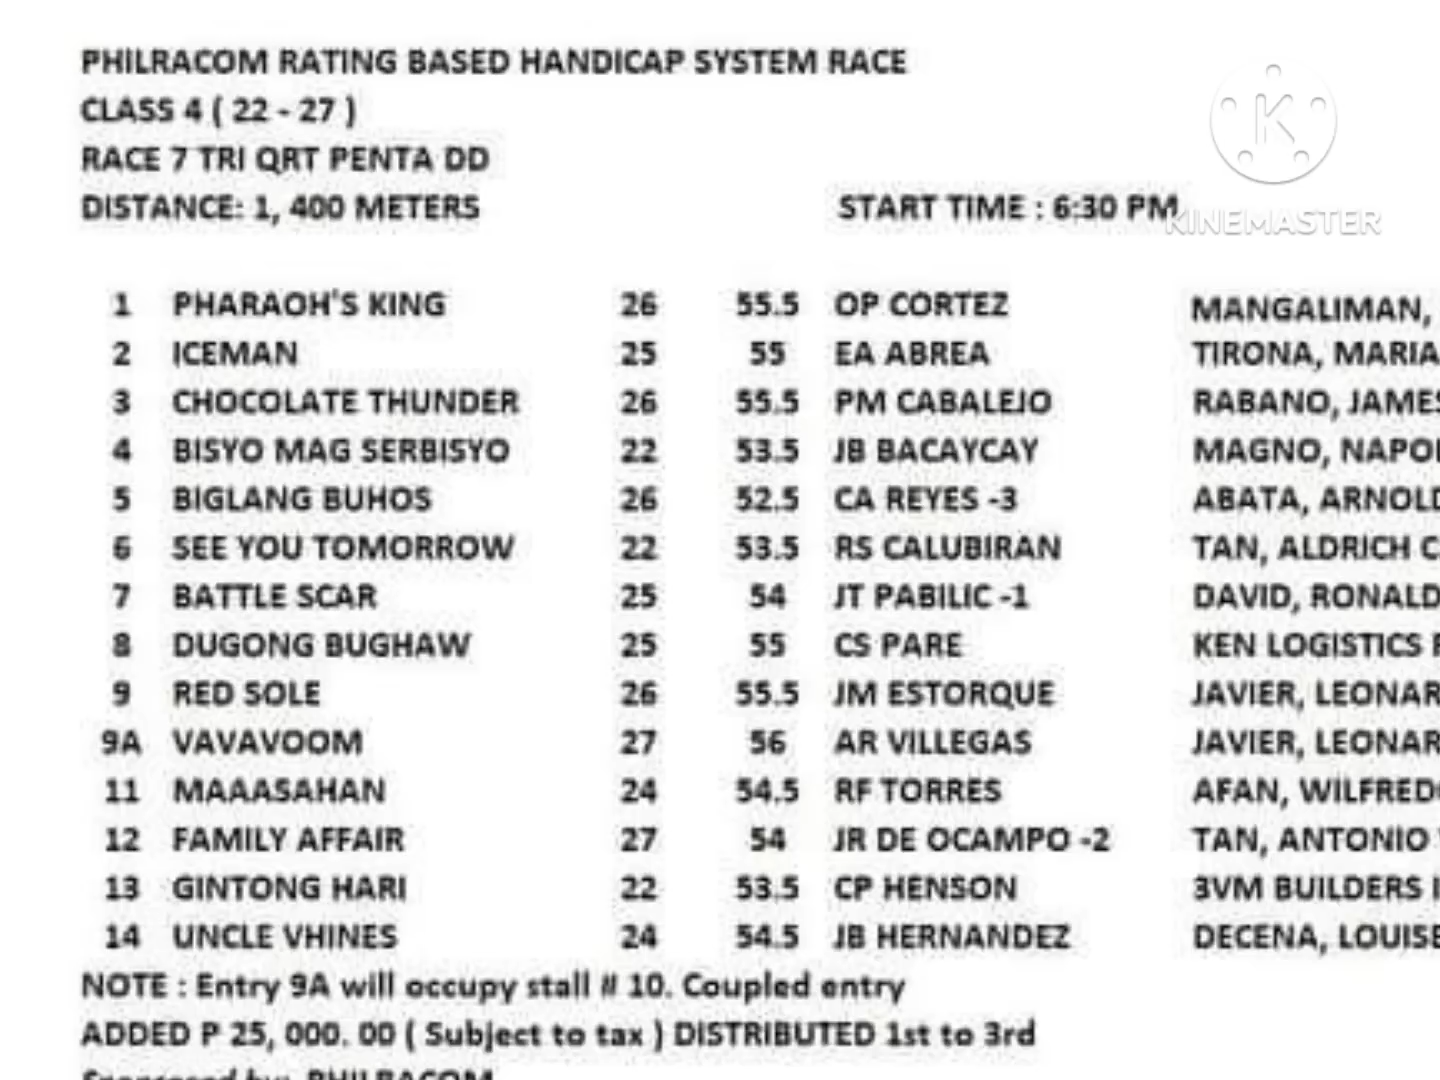 PHILRACOM RATING BASED HANDICAP SYSTEM RACE
CLASS 4 ( 22 - 27 )
RACE 7 TRI QRT PENTA DD
DISTANCE: 1, 400 METERS START TIME : 6:30 PM
KINEMASTER
1 PHARAOH'S KING 26 55.5 OP CORTEZ MANGALIMAN,
2 ICEMAN 25 55 EA ABREA TIRONA, MARIA
3 CHOCOLATE THUNDER 26 55.5 PM CABALEJO RABANO, JAMES
4 BISYO MAG SERBISYO 22 53.5 JB BACAYCAY MAGNO, NAPOL
5 BIGLANG BUHOS 26 52.5 CA REYES -3 ABATA, ARNOLD
6 SEE YOU TOMORROW 22 53.5 RS CALUBIRAN TAN, ALDRICH C
7 BATTLE SCAR 25 54 JT PABILIC -1 DAVID, RONALD
8 DUGONG BUGHAW 25 55 CS PARE KEN LOGISTICS
9 RED SOLE 26 55.5 JM ESTORQUE JAVIER, LEONAR
9A VAVAVOOM 27 56 AR VILLEGAS JAVIER, LEONAR
11 MAAASAHAN 24 54.5 RF TORRES AFAN, WILFREDO
12 FAMILY AFFAIR 27 54 JR DE OCAMPO -2 TAN, ANTONIO
13 GINTONG HARI 22 53.5 CP HENSON 3VM BUILDERS
14 UNCLE VHINES 24 54.5 JB HERNANDEZ DECENA, LOUISE
NOTE : Entry 9A will occupy stall # 10. Coupled entry
ADDED P 25, 000. 00 ( Subject to tax ) DISTRIBUTED 1st to 3rd
Sponsored by: PHILRACOM